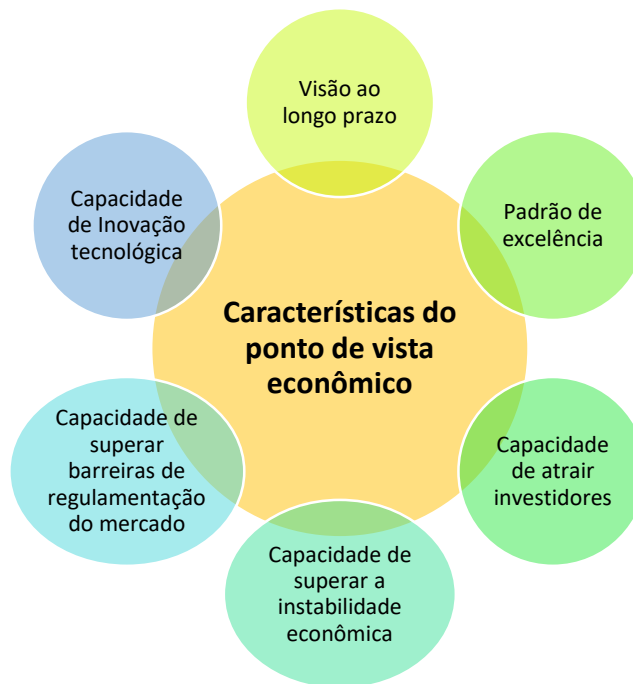 Visão ao
longo prazo
Padrão de
excelência
Capacidade
de atrair
investidores
Capacidade de
superar a
instabilidade
econômica
Capacidade de
superar
barreiras de
regulamentação
do mercado
Capacidade
de Inovação
tecnológica
Característicras do
ponto de vista
econômico